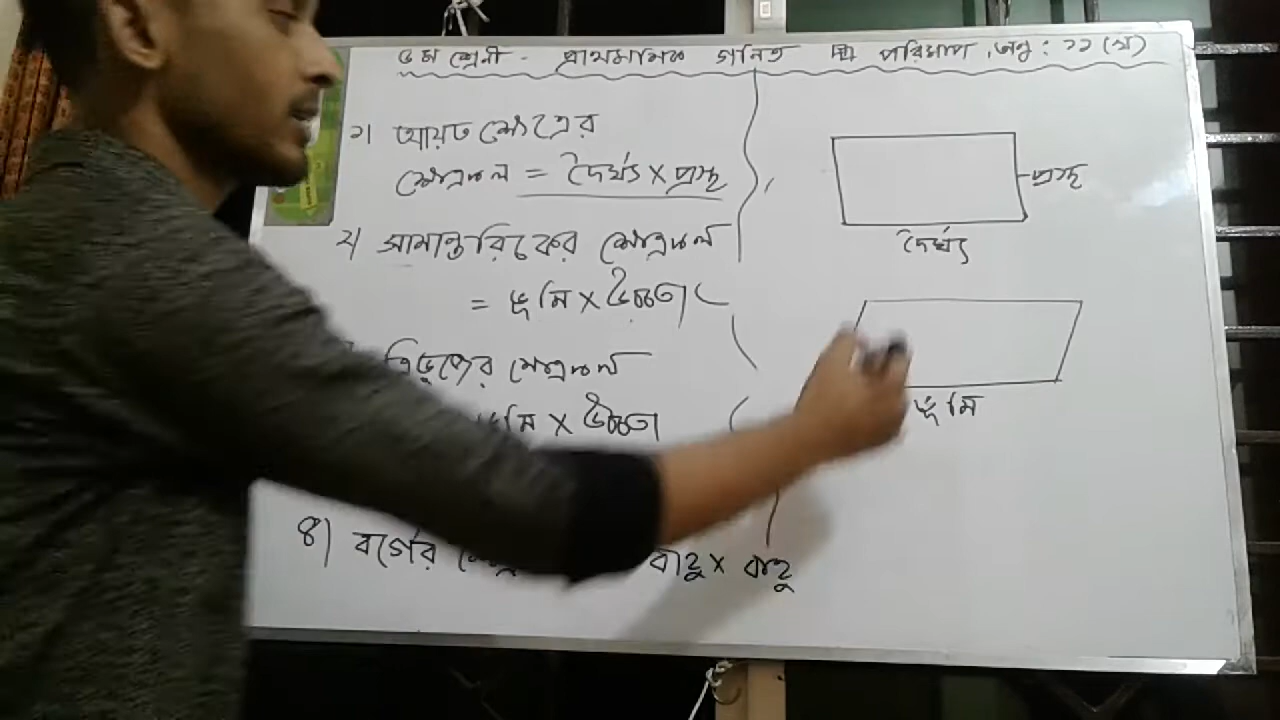 ৫ম শ্রেনী - প্রাথমিক গনিত পরিমাপ, অনু: ১১ (খ)
১) আয়ত ক্ষেত্রের
ক্ষেত্রফল = দৈর্ঘ্য × প্রস্থ
২) সামান্তরিকের ক্ষেত্রফল
= ভূমি × উচ্চতা
ত্রিভুজের ক্ষেত্রফল
ভূমি × উচ্চতা
৪) বর্গের বাহু × বাহু
প্রস্থ
দৈর্ঘ্য
ভূমি